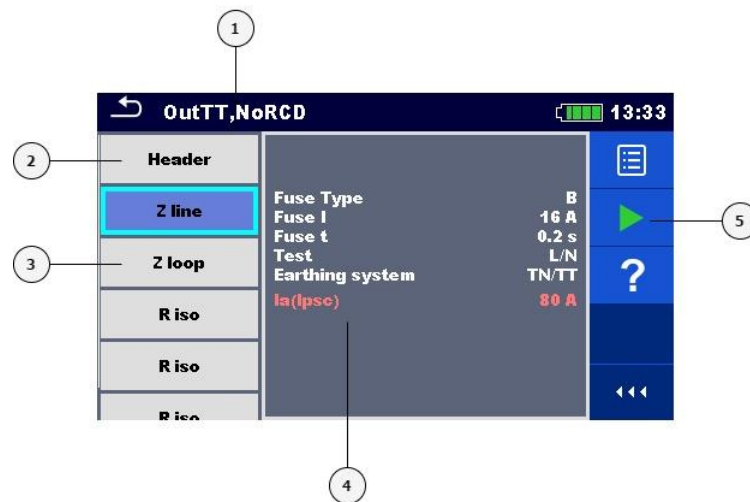 1
OutTT,NoRCD 13:33
2
Header
Z line
3
Z loop
R iso
R iso
R iso
Fuse Type B
Fuse I 16 A
Fuse t 0.2 s
Test L/N
Earthing system TN/TT
Ia(Ipsc) 80 A
4
?
5